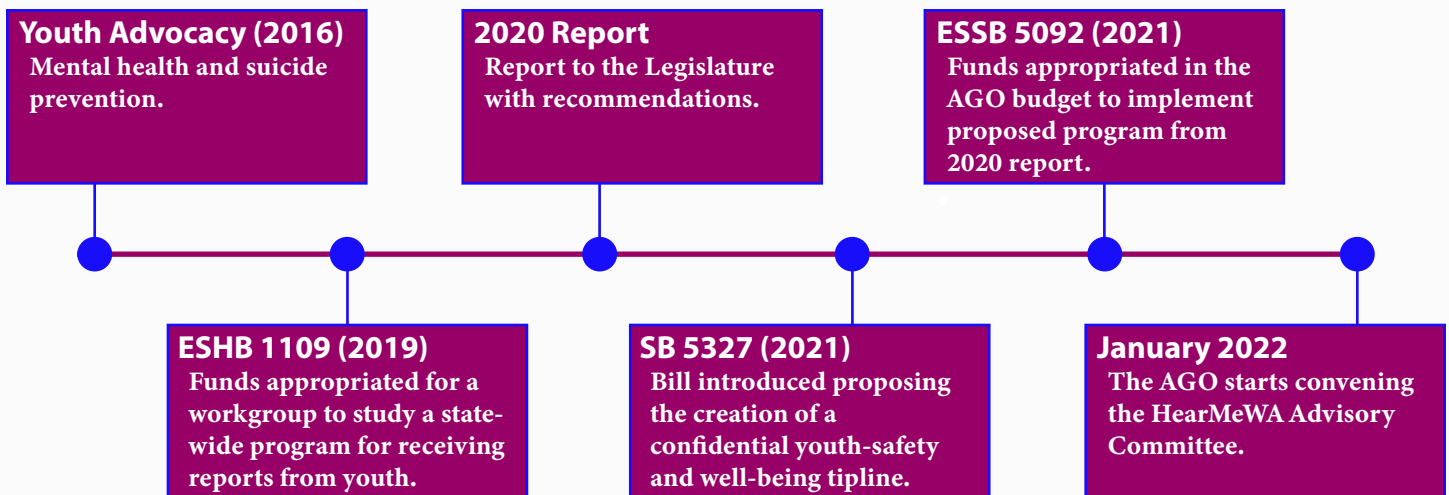 Youth Advocacy (2016)
Mental health and suicide
prevention.
ESHB 1109 (2019)
Funds appropriated for a
workgroup to study a state-
wide program for receiving
reports from youth.
2020 Report
Report to the Legislature
with recommendations.
SB 5327 (2021)
Bill introduced proposing
the creation of a
confidential youth-safety
and well-being tipline.
ESSB 5092 (2021)
Funds appropriated in the
AGO budget to implement
proposed program from
2020 report.
January 2022
The AGO starts convening
the HearMeWA Advisory
Committee.